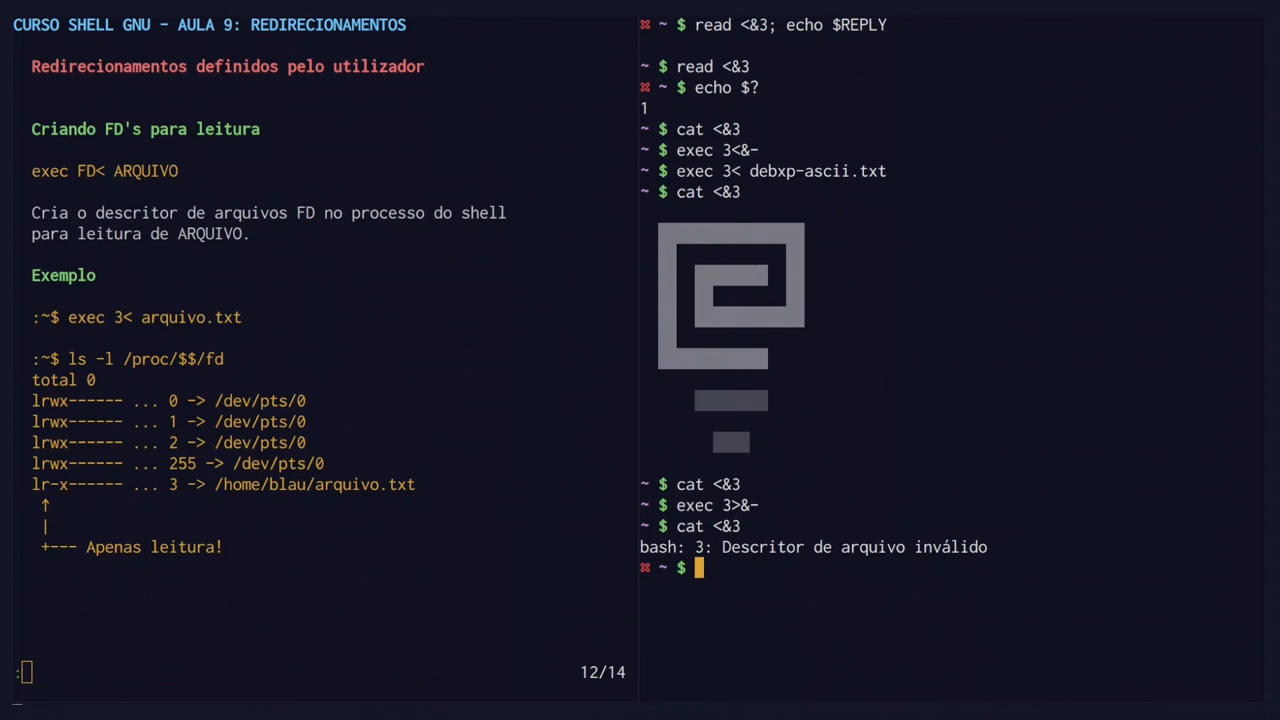 CURSO SHELL GNU - AULA 9: REDIRECIONAMENTOS
Redirecionamentos definidos pelo utilizador
Criando FD's para leitura
exec FD< ARQUIVO
Cria o descritor de arquivos FD no processo do shell
para leitura de ARQUIVO.
Exemplo
:~$ exec 3< arquivo.txt
:~$ ls -l /proc/$$/fd
total 0
lrwx------ ... 0 -> /dev/pts/0
lrwx------ ... 1 -> /dev/pts/0
lrwx------ ... 2 -> /dev/pts/0
lrwx------ ... 255 -> /dev/pts/0
lr-x------ ... 3 -> /home/blau/arquivo.txt
↑
|
+--- Apenas leitura!
:
12/14
✖ ~ $ read <&3; echo $REPLY
~ $ read <&3
✖ ~ $ echo $?
1
~ $ cat <&3
~ $ exec 3<&-
~ $ exec 3< debxp-ascii.txt
~ $ cat <&3
~ $ cat <&3
~ $ exec 3>&-
~ $ cat <&3
bash: 3: Descritor de arquivo inválido
✖ ~ $